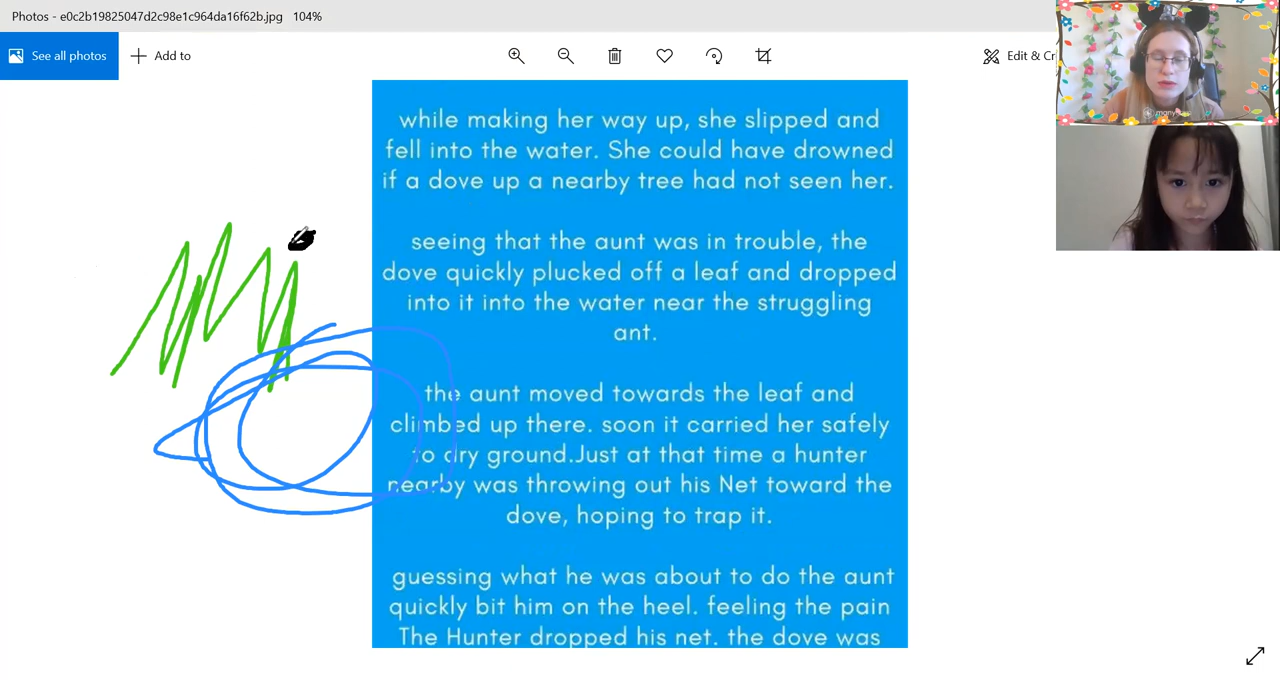 Photos - e0c2b19825047d2c98e1c964da16f62b.jpg 104%
See all photos
Add to
Edit & Cr
while making her way up, she slipped and
fell into the water. She could have drowned
if a dove up a nearby tree had not seen her.
seeing that the aunt was in trouble, the
dove quickly plucked off a leaf and dropped
into it into the water near the struggling
ant.
the aunt moved towards the leaf and
climbed up there. soon it carried her safely
to dry ground.Just at that time a hunter
nearby was throwing out his Net toward the
dove, hoping to trap it.
guessing what he was about to do the aunt
quickly bit him on the heel. feeling the pain
The Hunter dropped his net. the dove was